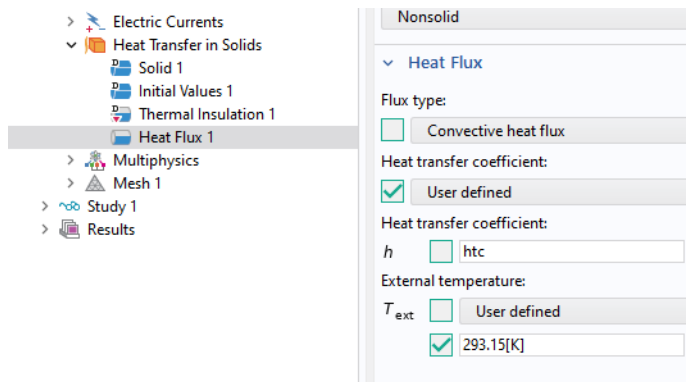 Electric Currents
Heat Transfer in Solids
Solid 1
Initial Values 1
Thermal Insulation 1
Heat Flux 1
Multiphysics
Mesh 1
Study 1
Results
Nonsolid
Heat Flux
Flux type:
Convective heat flux
Heat transfer coefficient:
User defined
Heat transfer coefficient:
h htc
External temperature:
Text User defined
293.15[K]